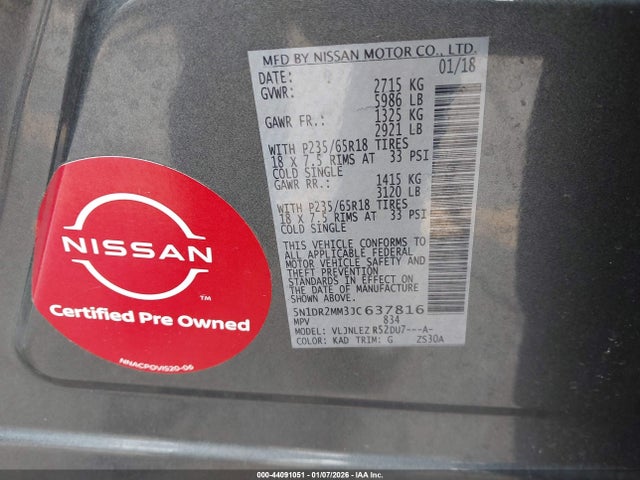 MFD BY NISSAN MOTOR CO., LTD.
DATE: 01/18
GVWR: 2715 KG
5986 LB
GAWR FR.: 1325 KG
2921 LB
WITH P235/65R18 TIRES
18 X 7.5 RIMS AT 33 PSI
COLD SINGLE
GAWR RR.: 1415 KG
3120 LB
WITH P235/65R18 TIRES
18 X 7.5 RIMS AT 33 PSI
COLD SINGLE
THIS VEHICLE CONFORMS TO
ALL APPLICABLE FEDERAL
MOTOR VEHICLE SAFETY AND
THEFT PREVENTION
STANDARDS IN EFFECT ON
THE DATE OF MANUFACTURE
SHOWN ABOVE.
5N1DR2MM3JC637816
MPV 834
MODEL: VLJNLEZ R52DU7---A-
COLOR: KAD TRIM: G ZS30A
NISSAN
TM
Certified Pre Owned
NNACPOVIS20-06
000-44091051 | 01/07/2026 - IAA Inc.